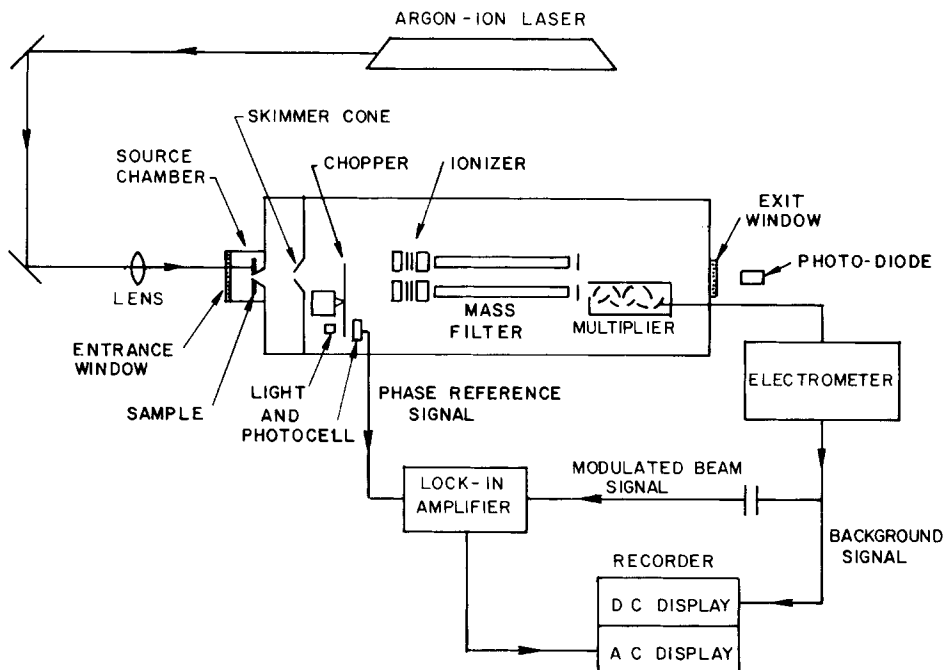 ARGON-ION LASER
SKIMMER CONE
SOURCE
CHAMBER
CHOPPER
IONIZER
EXIT
WINDOW
PHOTO-DIODE
LENS
MASS
FILTER
MULTIPLIER
ENTRANCE
WINDOW
SAMPLE
LIGHT
AND
PHOTOCELL
PHASE REFERENCE
SIGNAL
ELECTROMETER
LOCK-IN
AMPLIFIER
MODULATED BEAM
SIGNAL
BACKGROUND
SIGNAL
RECORDER
DC DISPLAY
AC DISPLAY